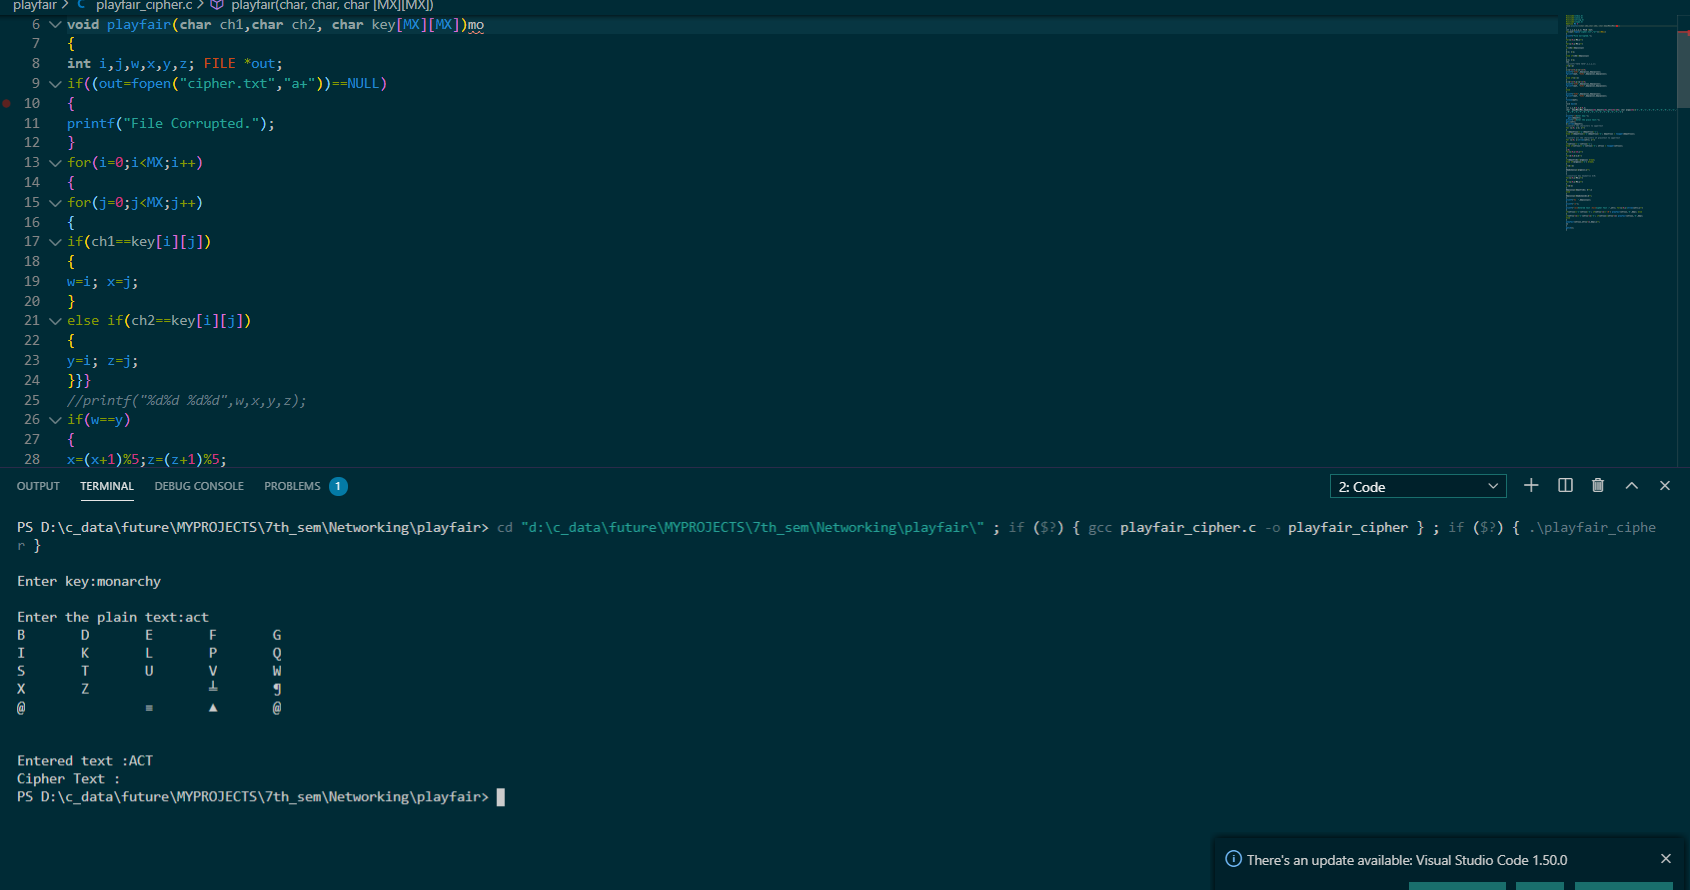 playfair > C playfair_cipher.c > playfair(char, char, char [MX][MX])
6 void playfair(char ch1,char ch2, char key[MX][MX])mo
7 {
8 int i,j,w,x,y,z; FILE *out;
9 if((out=fopen("cipher.txt","a+"))==NULL)
10 {
11 printf("File Corrupted.");
12 }
13 for(i=0;i<MX;i++)
14 {
15 for(j=0;j<MX;j++)
16 {
17 if(ch1==key[i][j])
18 {
19 w=i; x=j;
20 }
21 else if(ch2==key[i][j])
22 {
23 y=i; z=j;
24 }}}
25 //printf("%d%d %d%d",w,x,y,z);
26 if(w==y)
27 {
28 x=(x+1)%5;z=(z+1)%5;
OUTPUT TERMINAL DEBUG CONSOLE PROBLEMS 1 2: Code
PS D:\c_data\future\MYPROJECTS\7th_sem\Networking\playfair> cd "d:\c_data\future\MYPROJECTS\7th_sem\Networking\playfair\" ; if ($?) { gcc playfair_cipher.c -o playfair_cipher } ; if ($?) { .\playfair_ciphe
r }
Enter key:monarchy
Enter the plain text:act
B D E F G
I K L P Q
S T U V W
X Z ┴ ¶
@ ≡ ▲ @
Entered text :ACT
Cipher Text :
PS D:\c_data\future\MYPROJECTS\7th_sem\Networking\playfair>
There's an update available: Visual Studio Code 1.50.0